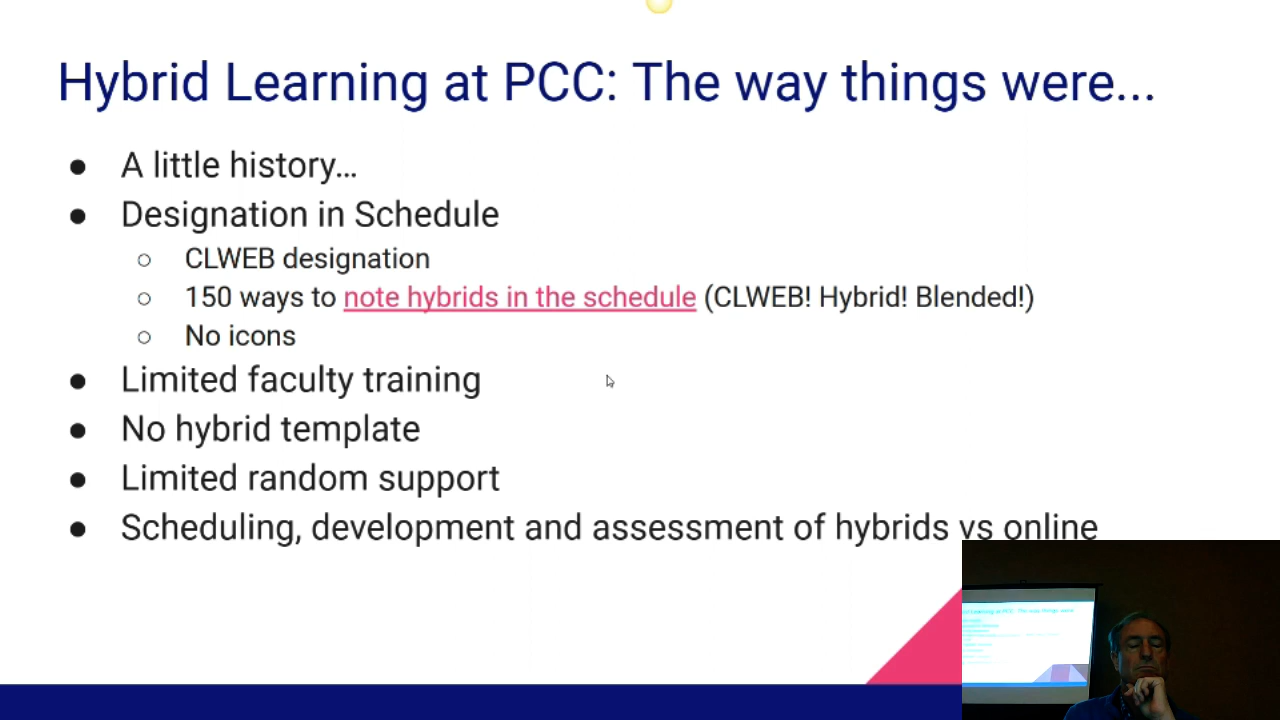 Hybrid Learning at PCC: The way things were...
● A little history…
● Designation in Schedule
○ CLWEB designation
○ 150 ways to note hybrids in the schedule (CLWEB! Hybrid! Blended!)
○ No icons
● Limited faculty training
● No hybrid template
● Limited random support
● Scheduling, development and assessment of hybrids vs online